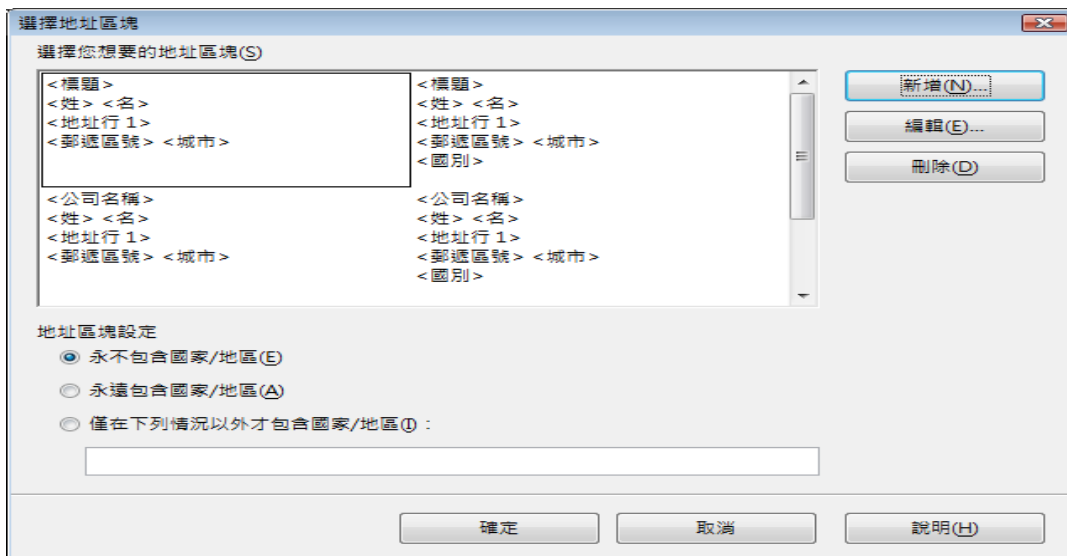 選擇地址區塊
選擇您想要的地址區塊(S)
<標題>
<姓> <名>
<地址行 1>
<郵遞區號> <城市>
<標題>
<姓> <名>
<地址行 1>
<郵遞區號> <城市>
<國別>
<公司名稱>
<姓> <名>
<地址行 1>
<郵遞區號> <城市>
<公司名稱>
<姓> <名>
<地址行 1>
<郵遞區號> <城市>
<國別>
新增(N)...
編輯(E)...
刪除(D)
地址區塊設定
永不包含國家/地區(E)
永遠包含國家/地區(A)
僅在下列情況以外才包含國家/地區(I)：
確定
取消
說明(H)